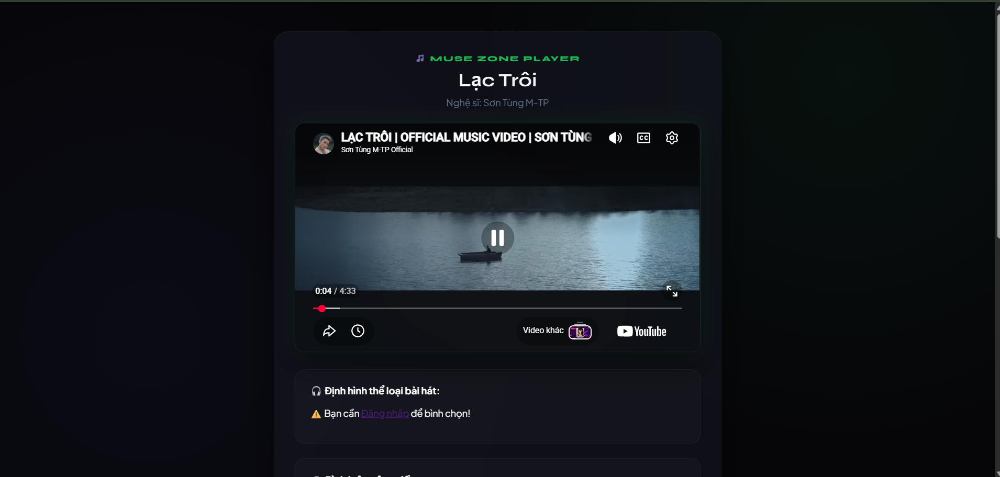 MUSE ZONE PLAYER
Lạc Trôi
Nghệ sĩ: Sơn Tùng M-TP
LẠC TRÔI | OFFICIAL MUSIC VIDEO | SƠN TÙNG
Sơn Tùng M-TP Official
CC
0:04 / 4:33
Video khác
YouTube
Định hình thể loại bài hát:
Bạn cần Đăng nhập để bình chọn!